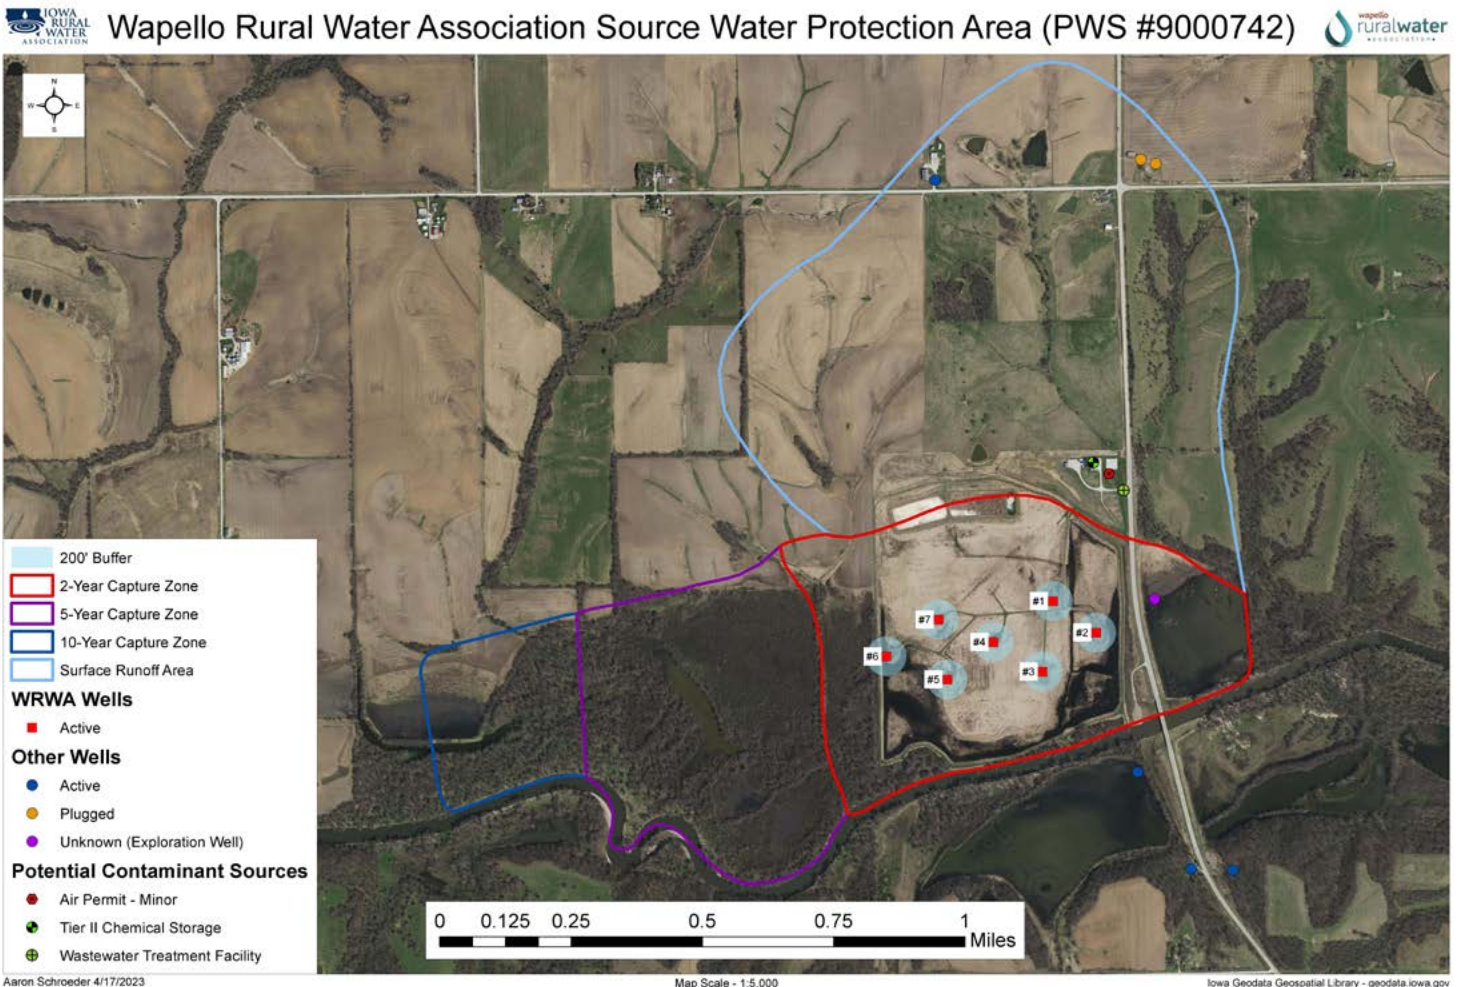 IOWA
RURAL
WATER
ASSOCIATION
Wapello Rural Water Association Source Water Protection Area (PWS #9000742)
wapello
ruralwater
association
N
W E
S
#1
#7
#2
#4
#6
#3
#5
200' Buffer
2-Year Capture Zone
5-Year Capture Zone
10-Year Capture Zone
Surface Runoff Area
WRWA Wells
Active
Other Wells
Active
Plugged
Unknown (Exploration Well)
Potential Contaminant Sources
Air Permit - Minor
Tier II Chemical Storage
Wastewater Treatment Facility
0 0.125 0.25 0.5 0.75 1
Miles
Aaron Schroeder 4/17/2023
Map Scale - 1:5,000
Iowa Geodata Geospatial Library - geodata.iowa.gov